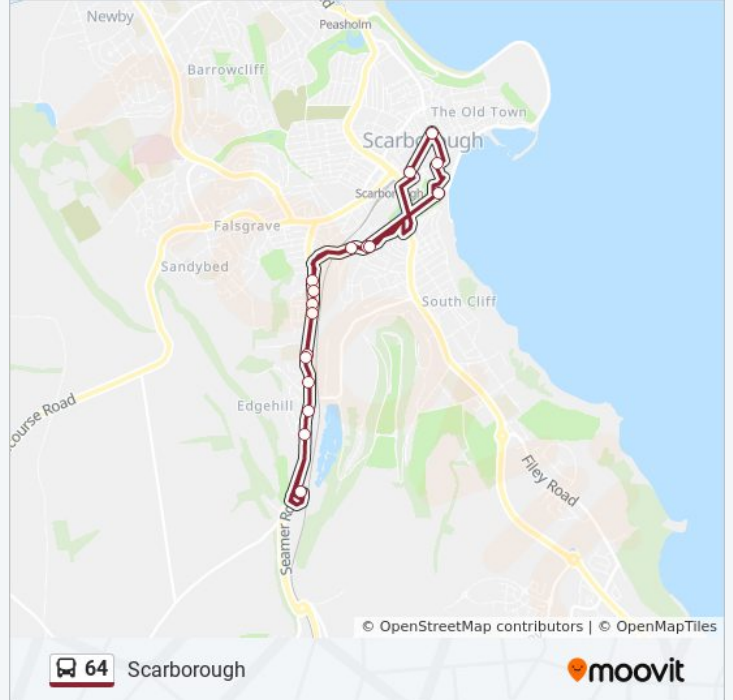 Newby
Peasholm
Barrowcliff
The Old Town
Scarborough
Scarborough
Falsgrave
Sandybed
South Cliff
Edgehill
course Road
Filey Road
Seamer Ro
© OpenStreetMap contributors | © OpenMapTiles
64 Scarborough
moovit